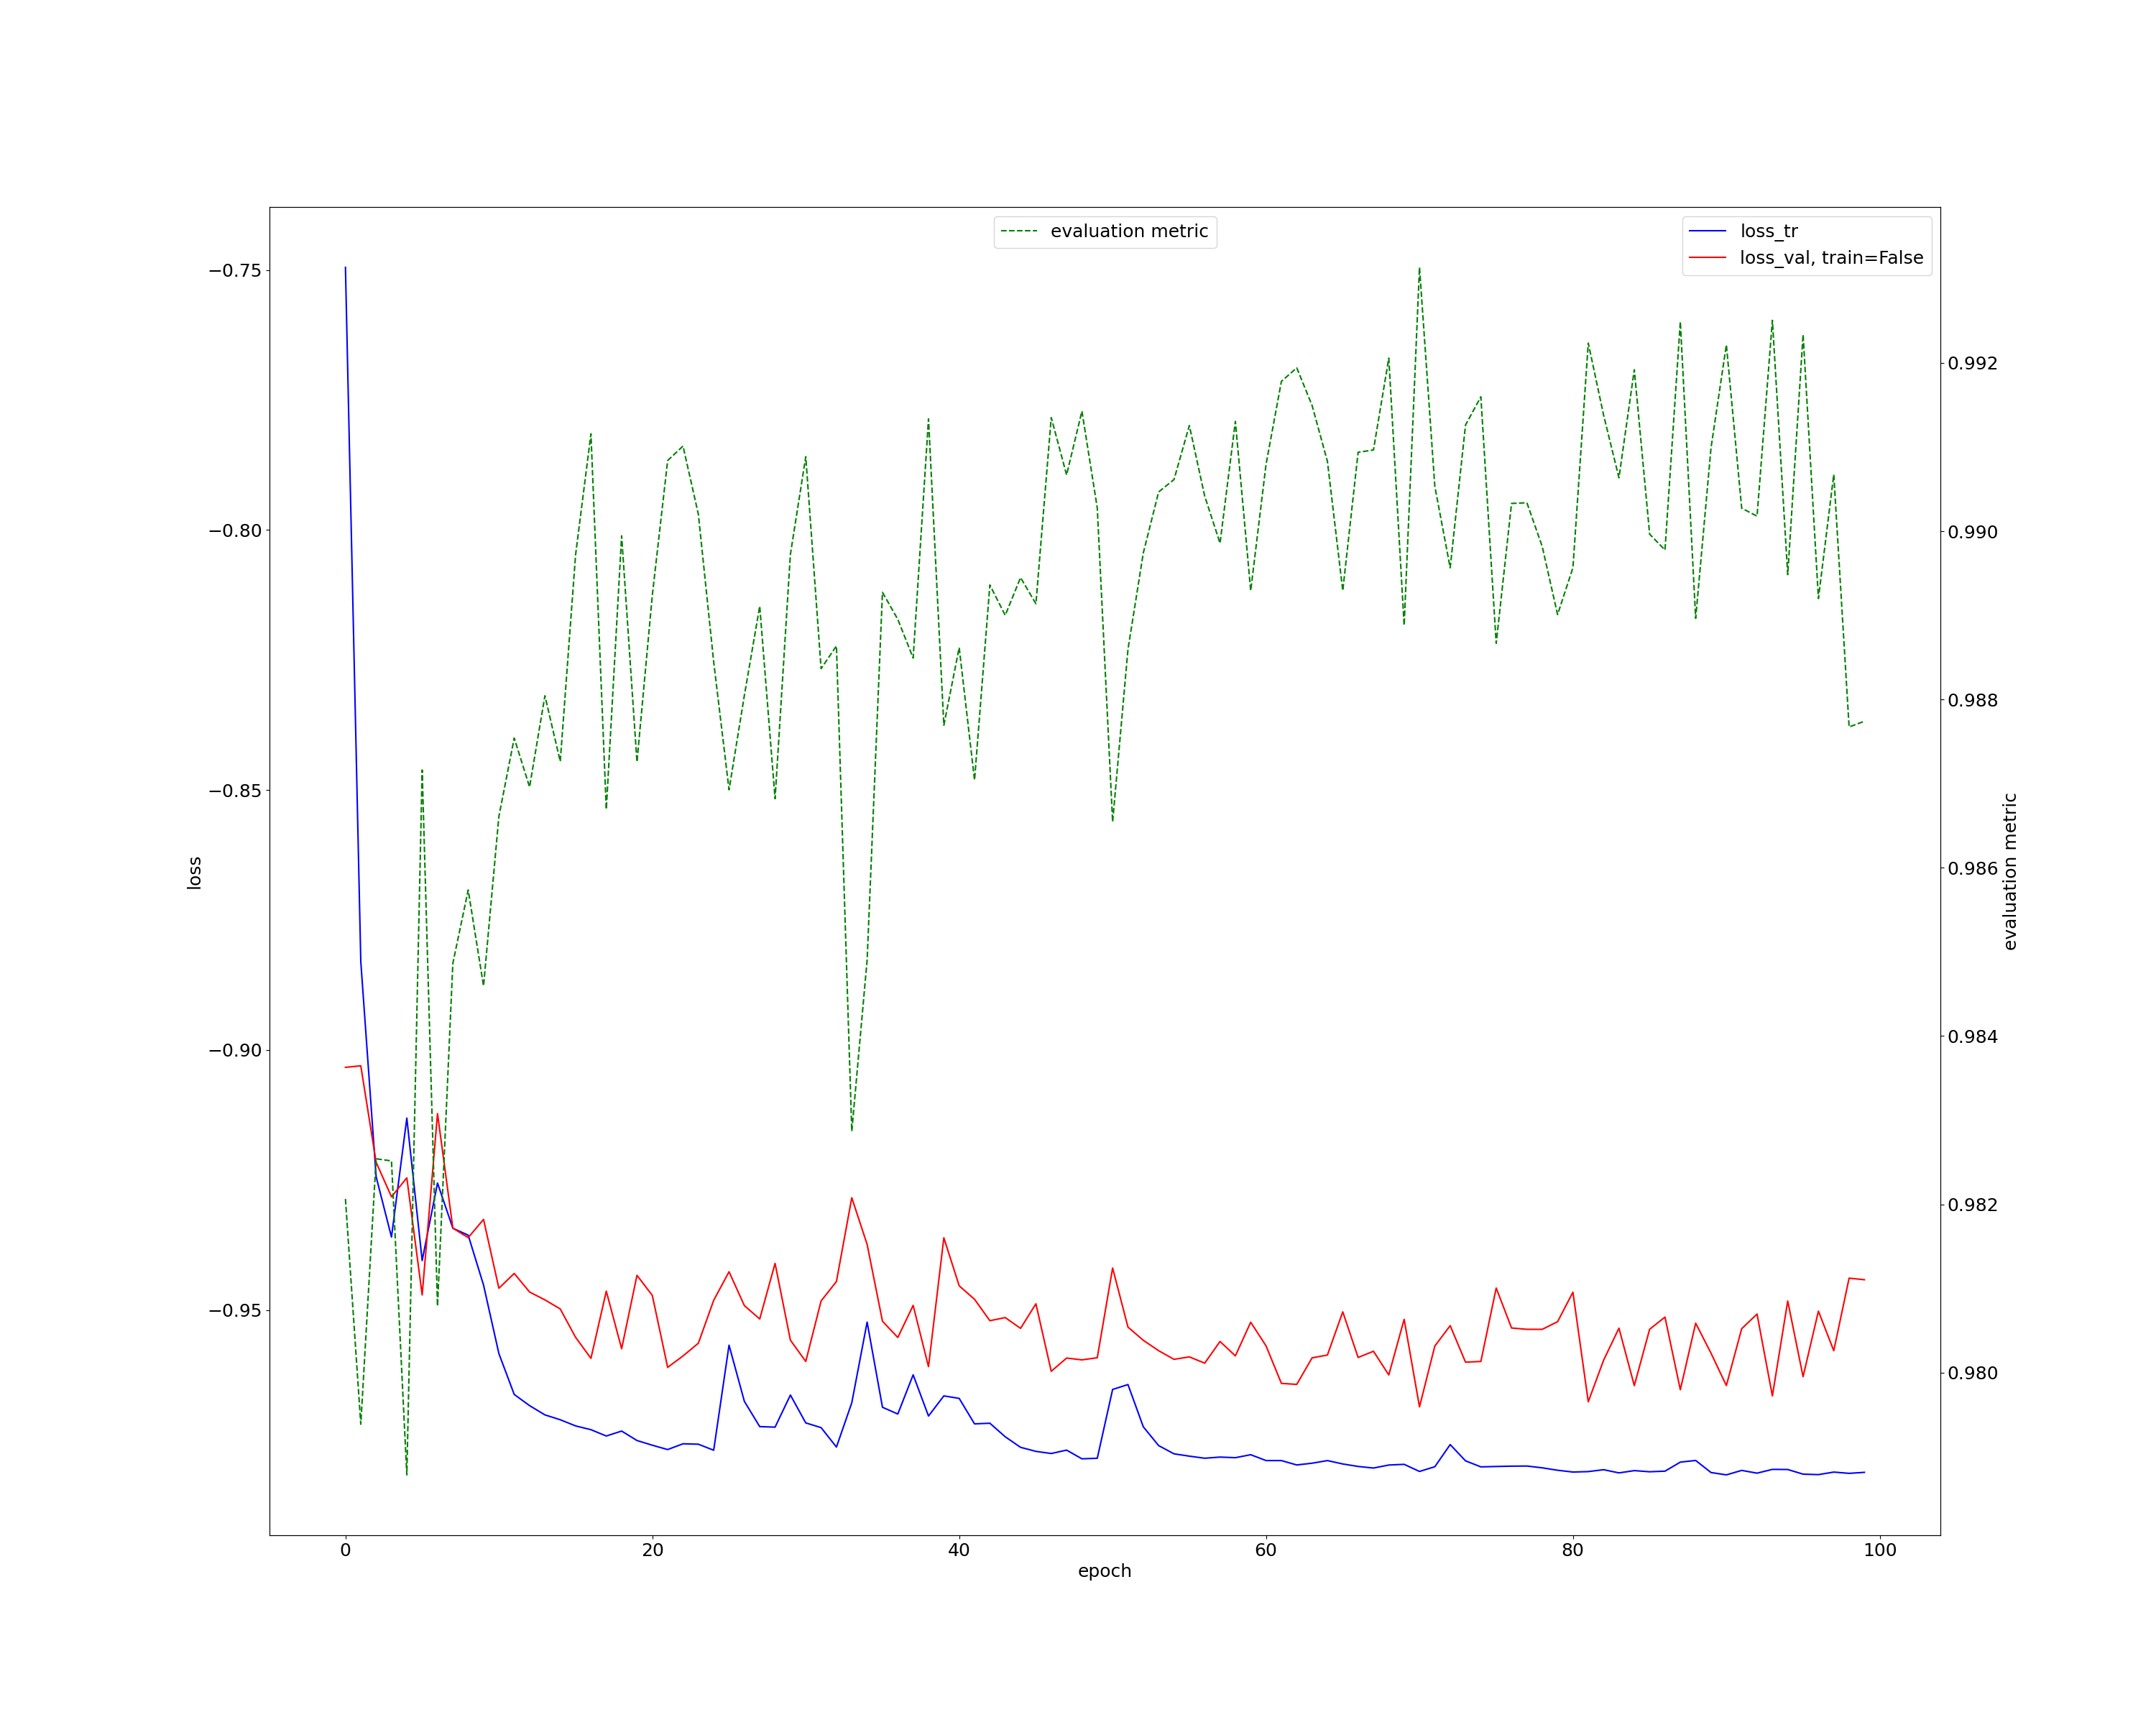 evaluation metric
loss_tr
loss_val, train=False
−0.75
−0.80
−0.85
−0.90
−0.95
loss
0.992
0.990
0.988
0.986
0.984
0.982
0.980
evaluation metric
0 20 40 60 80 100
epoch